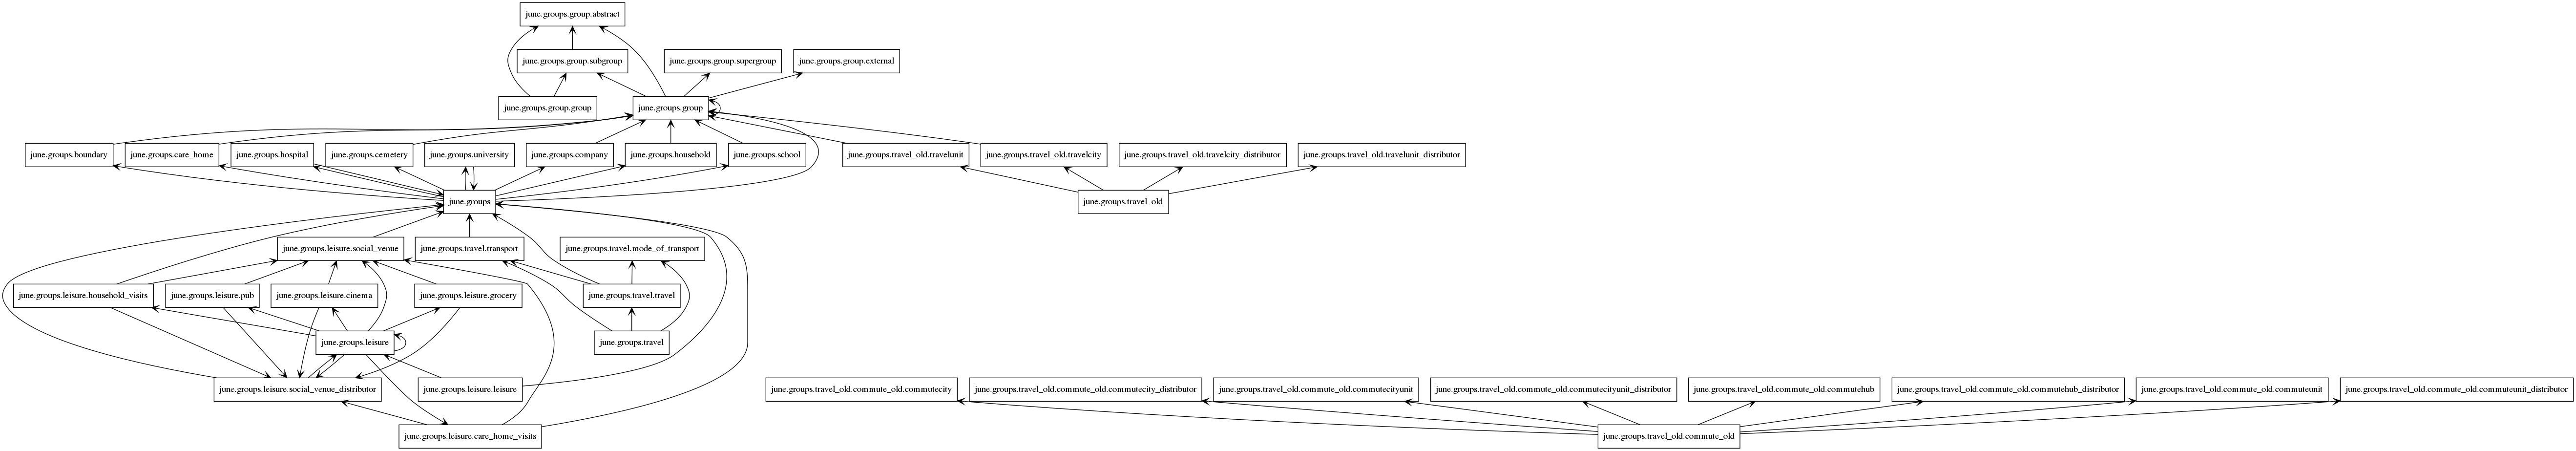 june.groups.group.abstract
june.groups.group.subgroup
june.groups.group.supergroup
june.groups.group.external
june.groups.group.group
june.groups.group
june.groups.boundary
june.groups.care_home
june.groups.hospital
june.groups.cemetery
june.groups.university
june.groups.company
june.groups.household
june.groups.school
june.groups.travel_old.travelunit
june.groups.travel_old.travelcity
june.groups.travel_old.travelcity_distributor
june.groups.travel_old.travelunit_distributor
june.groups
june.groups.travel_old
june.groups.leisure.social_venue
june.groups.travel.transport
june.groups.travel.mode_of_transport
june.groups.leisure.household_visits
june.groups.leisure.pub
june.groups.leisure.cinema
june.groups.leisure.grocery
june.groups.travel.travel
june.groups.leisure
june.groups.travel
june.groups.leisure.social_venue_distributor
june.groups.leisure.leisure
june.groups.travel_old.commute_old.commutecity
june.groups.travel_old.commute_old.commutecity_distributor
june.groups.travel_old.commute_old.commutecityunit
june.groups.travel_old.commute_old.commutecityunit_distributor
june.groups.travel_old.commute_old.commutehub
june.groups.travel_old.commute_old.commutehub_distributor
june.groups.travel_old.commute_old.commuteunit
june.groups.travel_old.commute_old.commuteunit_distributor
june.groups.leisure.care_home_visits
june.groups.travel_old.commute_old